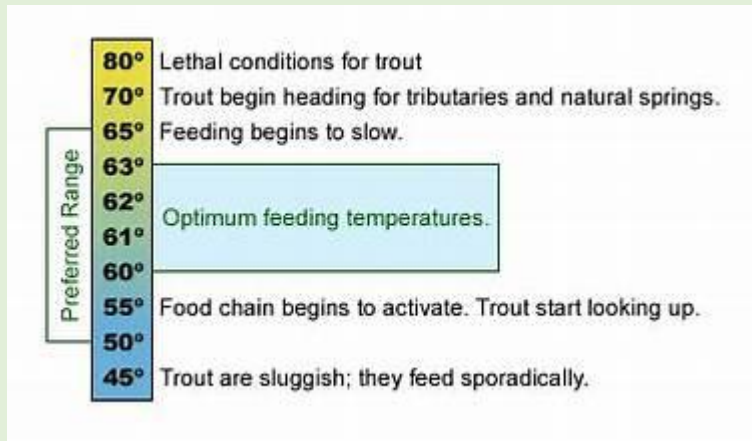 80° Lethal conditions for trout
70° Trout begin heading for tributaries and natural springs.
65° Feeding begins to slow.
63°
62°
Optimum feeding temperatures.
61°
60°
55° Food chain begins to activate. Trout start looking up.
50°
45° Trout are sluggish; they feed sporadically.
Preferred Range